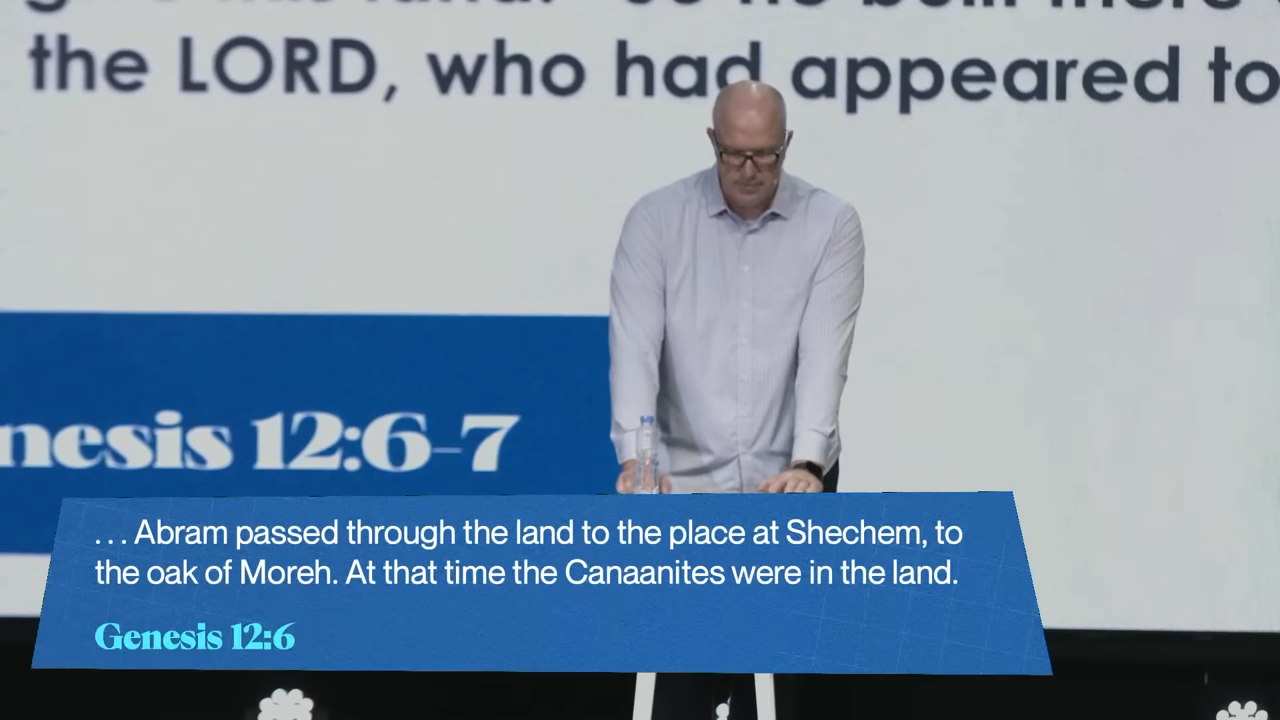 the LORD, who had appeared to
nesis 12:6-7
... Abram passed through the land to the place at Shechem, to
the oak of Moreh. At that time the Canaanites were in the land.
Genesis 12:6